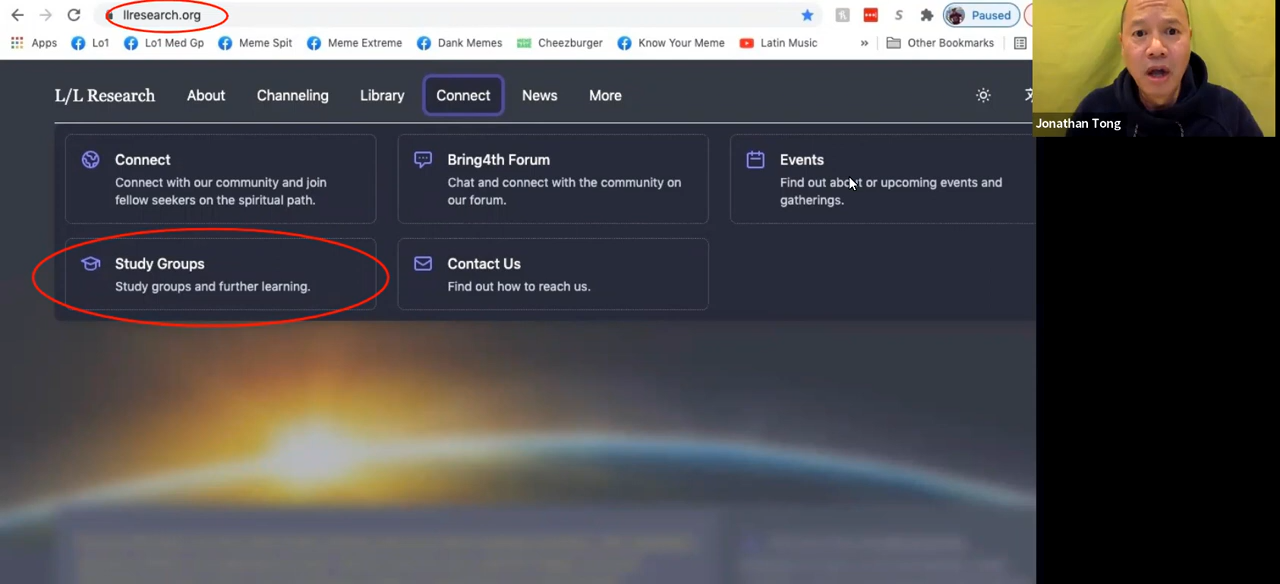 llresearch.org
Paused
Apps Lo1 Lo1 Med Gp Meme Spit Meme Extreme Dank Memes Cheezburger Know Your Meme Latin Music » Other Bookmarks
L/L Research About Channeling Library Connect News More
Connect
Connect with our community and join
fellow seekers on the spiritual path.
Bring4th Forum
Chat and connect with the community on
our forum.
Events
Find out about or upcoming events and
gatherings.
Study Groups
Study groups and further learning.
Contact Us
Find out how to reach us.
Jonathan Tong